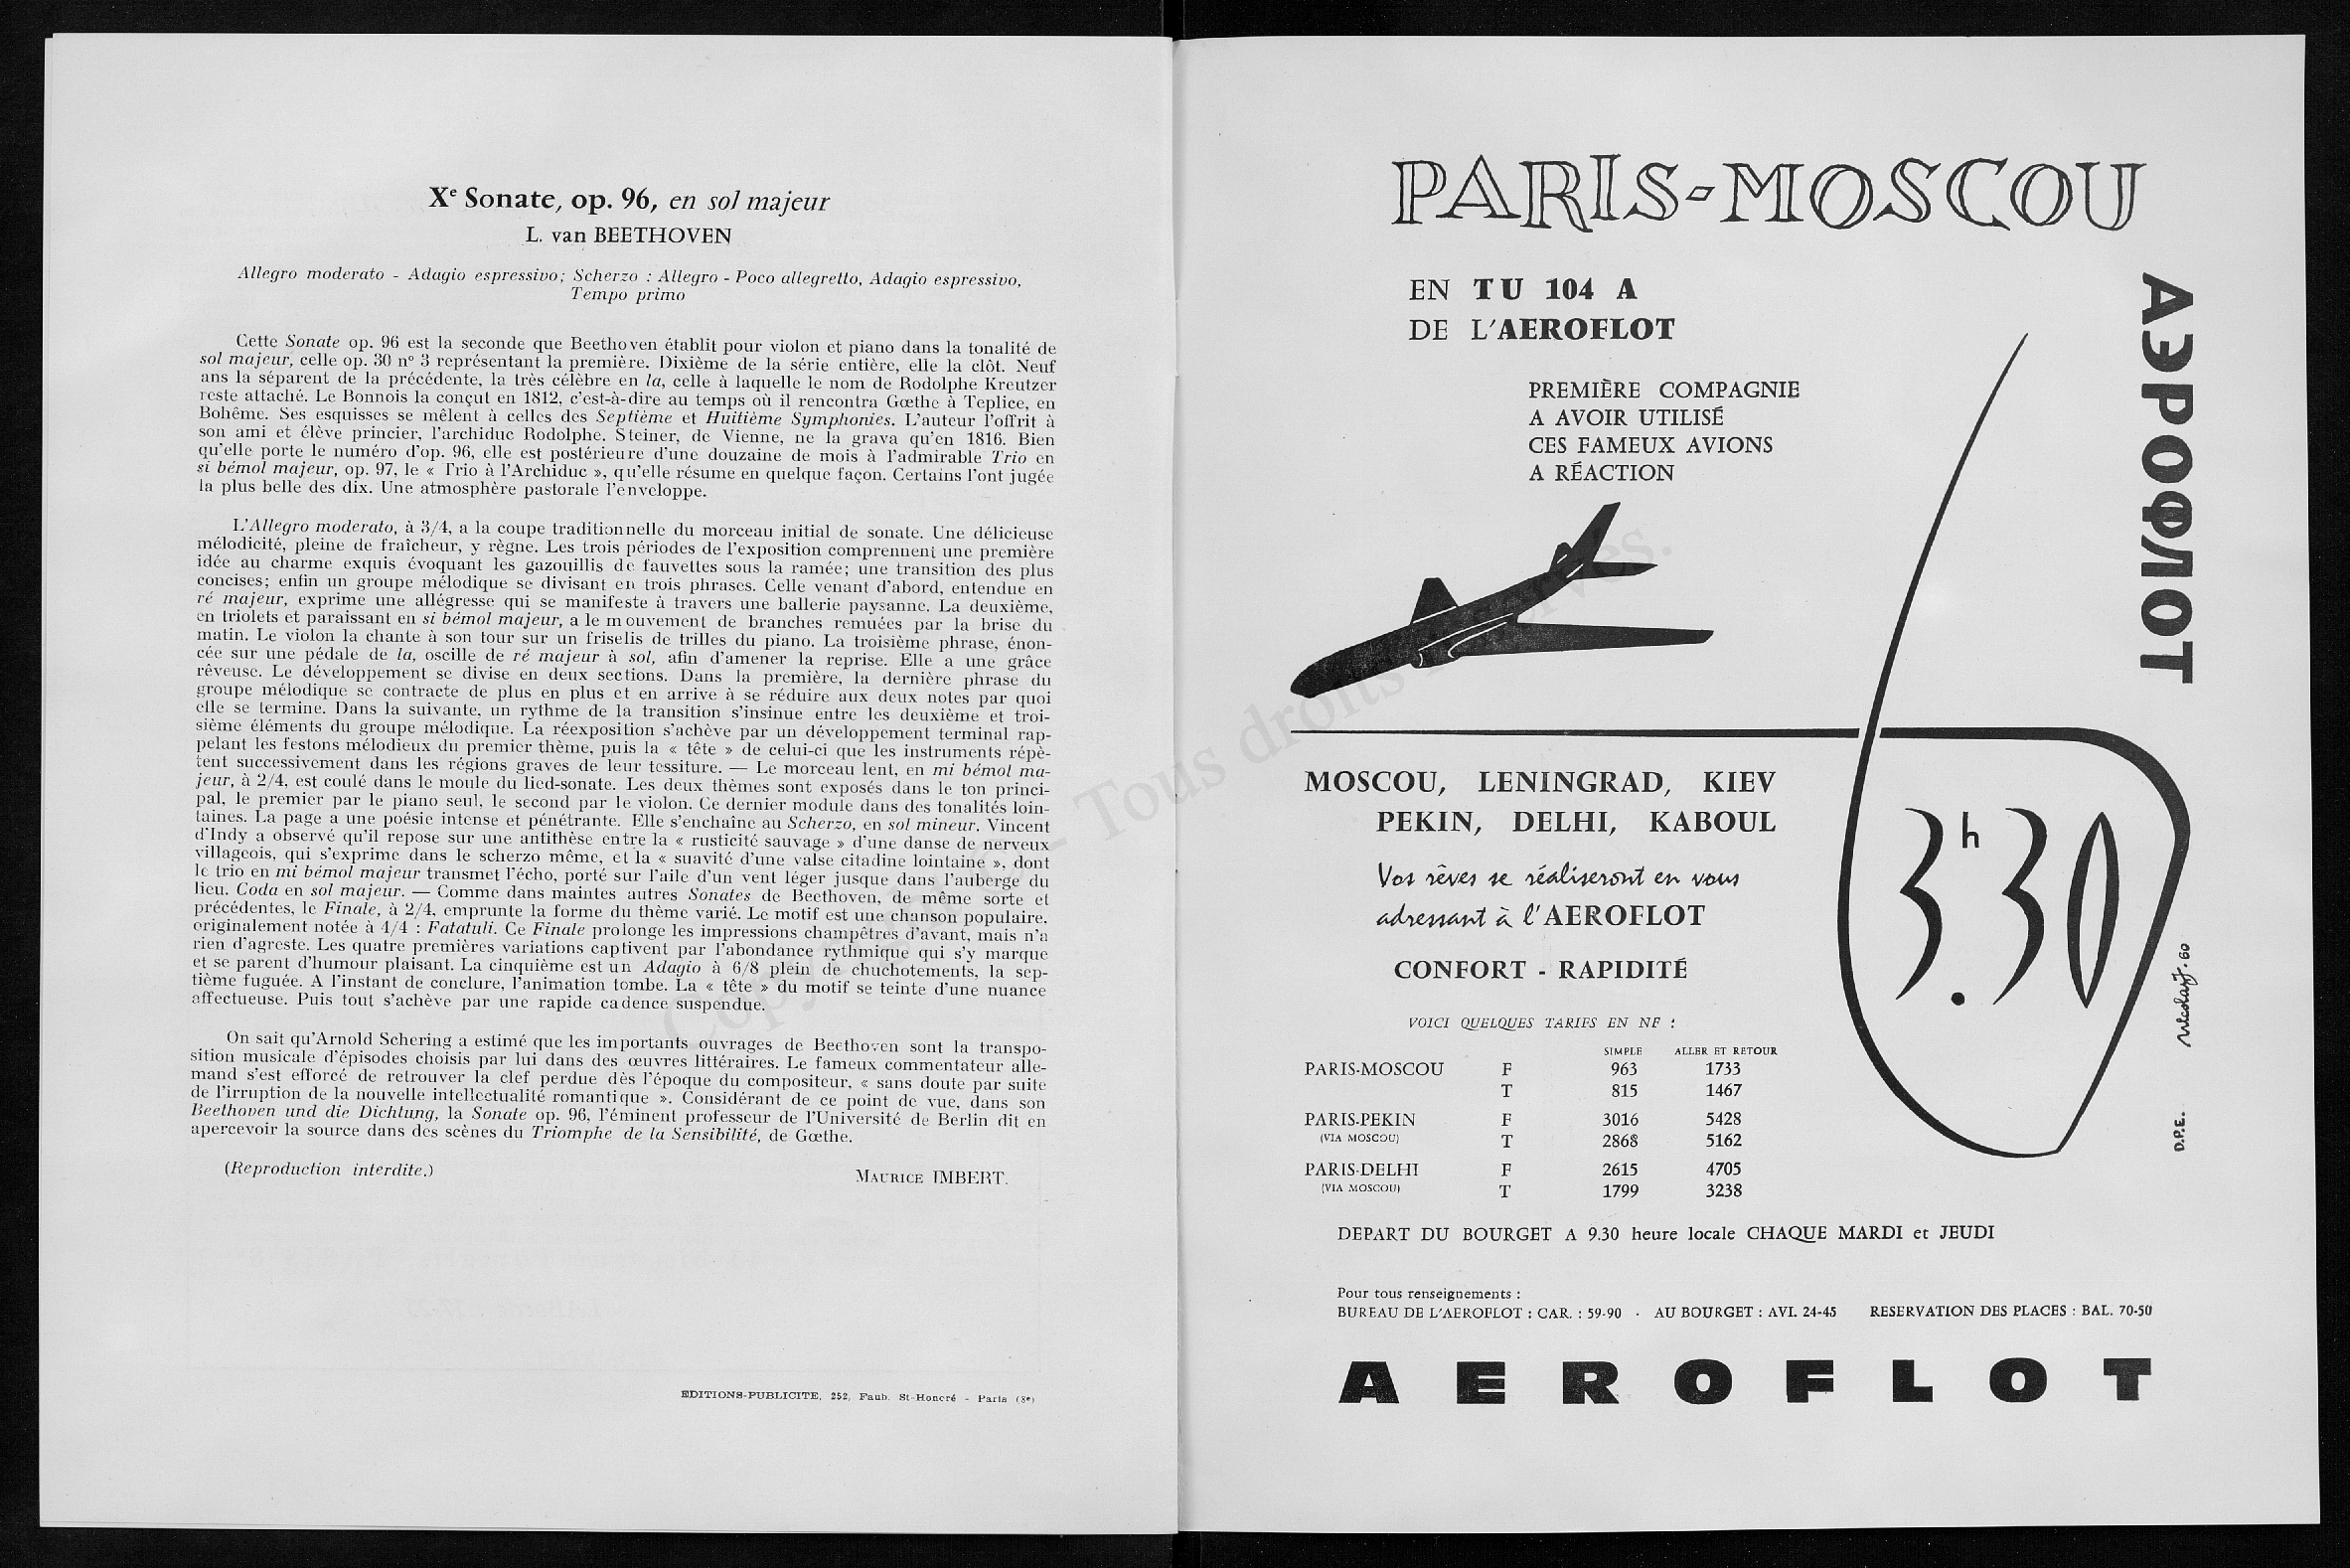 Xe Sonate, op. 96, en sol majeur
L. van BEETHOVEN
Allegro moderato - Adagio espressivo; Scherzo : Allegro - Poco allegretto, Adagio espressivo,
Tempo primo
Cette Sonate op. 96 est la seconde que Beethoven établit pour violon et piano dans la tonalité de
sol majeur, celle op. 30 n° 3 représentant la première. Dixième de la série entière, elle la clôt. Neuf
ans la séparent de la précédente, la très célèbre en la, celle à laquelle le nom de Rodolphe Kreutzer
reste attaché. Le Bonnois la conçut en 1812, c'est-à-dire au temps où il rencontra Gœthe à Teplice, en
Bohême. Ses esquisses se mêlent à celles des Septième et Huitième Symphonies. L'auteur l'offrit à
son ami et élève princier, l'archiduc Rodolphe. Steiner, de Vienne, ne la grava qu'en 1816. Bien
qu'elle porte le numéro d'op. 96, elle est postérieure d'une douzaine de mois à l'admirable Trio en
si bémol majeur, op. 97, le « Trio à l'Archiduc », qu'elle résume en quelque façon. Certains l'ont jugée
la plus belle des dix. Une atmosphère pastorale l'enveloppe.
L'Allegro moderato, à 3/4, a la coupe traditionnelle du morceau initial de sonate. Une délicieuse
mélodicité, pleine de fraîcheur, y règne. Les trois périodes de l'exposition comprennent une première
idée au charme exquis évoquant les gazouillis de fauvettes sous la ramée; une transition des plus
concises; enfin un groupe mélodique se divisant en trois phrases. Celle venant d'abord, entendue en
ré majeur, exprime une allégresse qui se manifeste à travers une ballerie paysanne. La deuxième,
en triolets et paraissant en si bémol majeur, a le mouvement de branches remuées par la brise du
matin. Le violon la chante à son tour sur un friselis de trilles du piano. La troisième phrase, énon-
cée sur une pédale de la, oscille de ré majeur à sol, afin d'amener la reprise. Elle a une grâce
rêveuse. Le développement se divise en deux sections. Dans la première, la dernière phrase du
groupe mélodique se contracte de plus en plus et en arrive à se réduire aux deux notes par quoi
elle se termine. Dans la suivante, un rythme de la transition s'insinue entre les deuxième et troi-
sième éléments du groupe mélodique. La réexposition s'achève par un développement terminal rap-
pelant les festons mélodieux du premier thème, puis la « tête » de celui-ci que les instruments répè-
tent successivement dans les régions graves de leur tessiture. — Le morceau lent, en mi bémol ma-
jeur, à 2/4, est coulé dans le moule du lied-sonate. Les deux thèmes sont exposés dans le ton princi-
pal, le premier par le piano seul, le second par le violon. Ce dernier module dans des tonalités loin-
taines. La page a une poésie intense et pénétrante. Elle s'enchaîne au Scherzo, en sol mineur. Vincent
d'Indy a observé qu'il repose sur une antithèse entre la « rusticité sauvage » d'une danse de nerveux
villageois, qui s'exprime dans le scherzo même, et la « suavité d'une valse citadine lointaine », dont
le trio en mi bémol majeur transmet l'écho, porté sur l'aile d'un vent léger jusque dans l'auberge du
lieu. Coda en sol majeur. — Comme dans maintes autres Sonates de Beethoven, de même sorte et
précédentes, le Finale, à 2/4, emprunte la forme du thème varié. Le motif est une chanson populaire,
originalement notée à 4/4 : Fatatuli. Ce Finale prolonge les impressions champêtres d'avant, mais n'a
rien d'agreste. Les quatre premières variations captivent par l'abondance rythmique qui s'y marque
et se parent d'humour plaisant. La cinquième est un Adagio à 6/8 plein de chuchotements, la sep-
tième fuguée. A l'instant de conclure, l'animation tombe. La « tête » du motif se teinte d'une nuance
affectueuse. Puis tout s'achève par une rapide cadence suspendue.
On sait qu'Arnold Schering a estimé que les importants ouvrages de Beethoven sont la transpo-
sition musicale d'épisodes choisis par lui dans des œuvres littéraires. Le fameux commentateur alle-
mand s'est efforcé de retrouver la clef perdue dès l'époque du compositeur, « sans doute par suite
de l'irruption de la nouvelle intellectualité romantique ». Considérant de ce point de vue, dans son
Beethoven und die Dichtung, la Sonate op. 96, l'éminent professeur de l'Université de Berlin dit en
apercevoir la source dans des scènes du Triomphe de la Sensibilité, de Gœthe.
(Reproduction interdite.)
MAURICE IMBERT.
EDITIONS-PUBLICITE, 252, Faub. St-Honoré - Paris (8e)
PARIS-MOSCOU
EN TU 104 A
DE L'AEROFLOT
PREMIÈRE COMPAGNIE
A AVOIR UTILISÉ
CES FAMEUX AVIONS
A RÉACTION
АЭРОФЛОТ
MOSCOU, LENINGRAD, KIEV
PEKIN, DELHI, KABOUL
Vos rêves se réaliseront en vous
adressant à l'AEROFLOT
CONFORT - RAPIDITÉ
3h.30
nicolaÿ.60
D.P.E.
VOICI QUELQUES TARIFS EN NF :
SIMPLE ALLER ET RETOUR
PARIS-MOSCOU F 963 1733
T 815 1467
PARIS-PEKIN F 3016 5428
(VIA MOSCOU) T 2868 5162
PARIS-DELHI F 2615 4705
(VIA MOSCOU) T 1799 3238
DEPART DU BOURGET A 9.30 heure locale CHAQUE MARDI et JEUDI
Pour tous renseignements :
BUREAU DE L'AEROFLOT : CAR. : 59-90 - AU BOURGET : AVI. 24-45 RESERVATION DES PLACES : BAL. 70-50
AEROFLOT
Copyright © - Tous droits réservés.